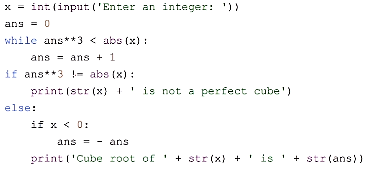 x = int(input('Enter an integer: '))
ans = 0
while ans**3 < abs(x):
    ans = ans + 1
if ans**3 != abs(x):
    print(str(x) + ' is not a perfect cube')
else:
    if x < 0:
        ans = - ans
    print('Cube root of ' + str(x) + ' is ' + str(ans))